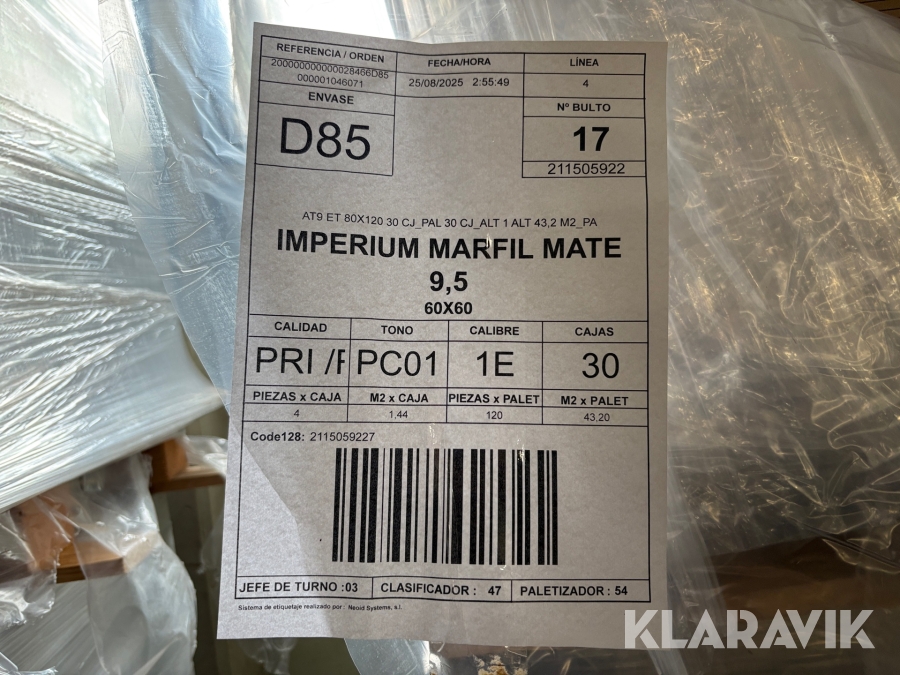 REFERENCIA / ORDEN
200000000000028466D85
000001046071
FECHA/HORA
25/08/2025 2:55:49
LÍNEA
4
ENVASE
D85
Nº BULTO
17
211505922
AT9 ET 80X120 30 CJ_PAL 30 CJ_ALT 1 ALT 43,2 M2_PA
IMPERIUM MARFIL MATE
9,5
60X60
CALIDAD TONO CALIBRE CAJAS
PRI /F PC01 1E 30
PIEZAS x CAJA M2 x CAJA PIEZAS x PALET M2 x PALET
4 1,44 120 43,20
Code128: 2115059227
JEFE DE TURNO :03 CLASIFICADOR : 47 PALETIZADOR : 54
Sistema de etiquetaje realizado por: Neoid Systems, s.l.
KLARAVIK